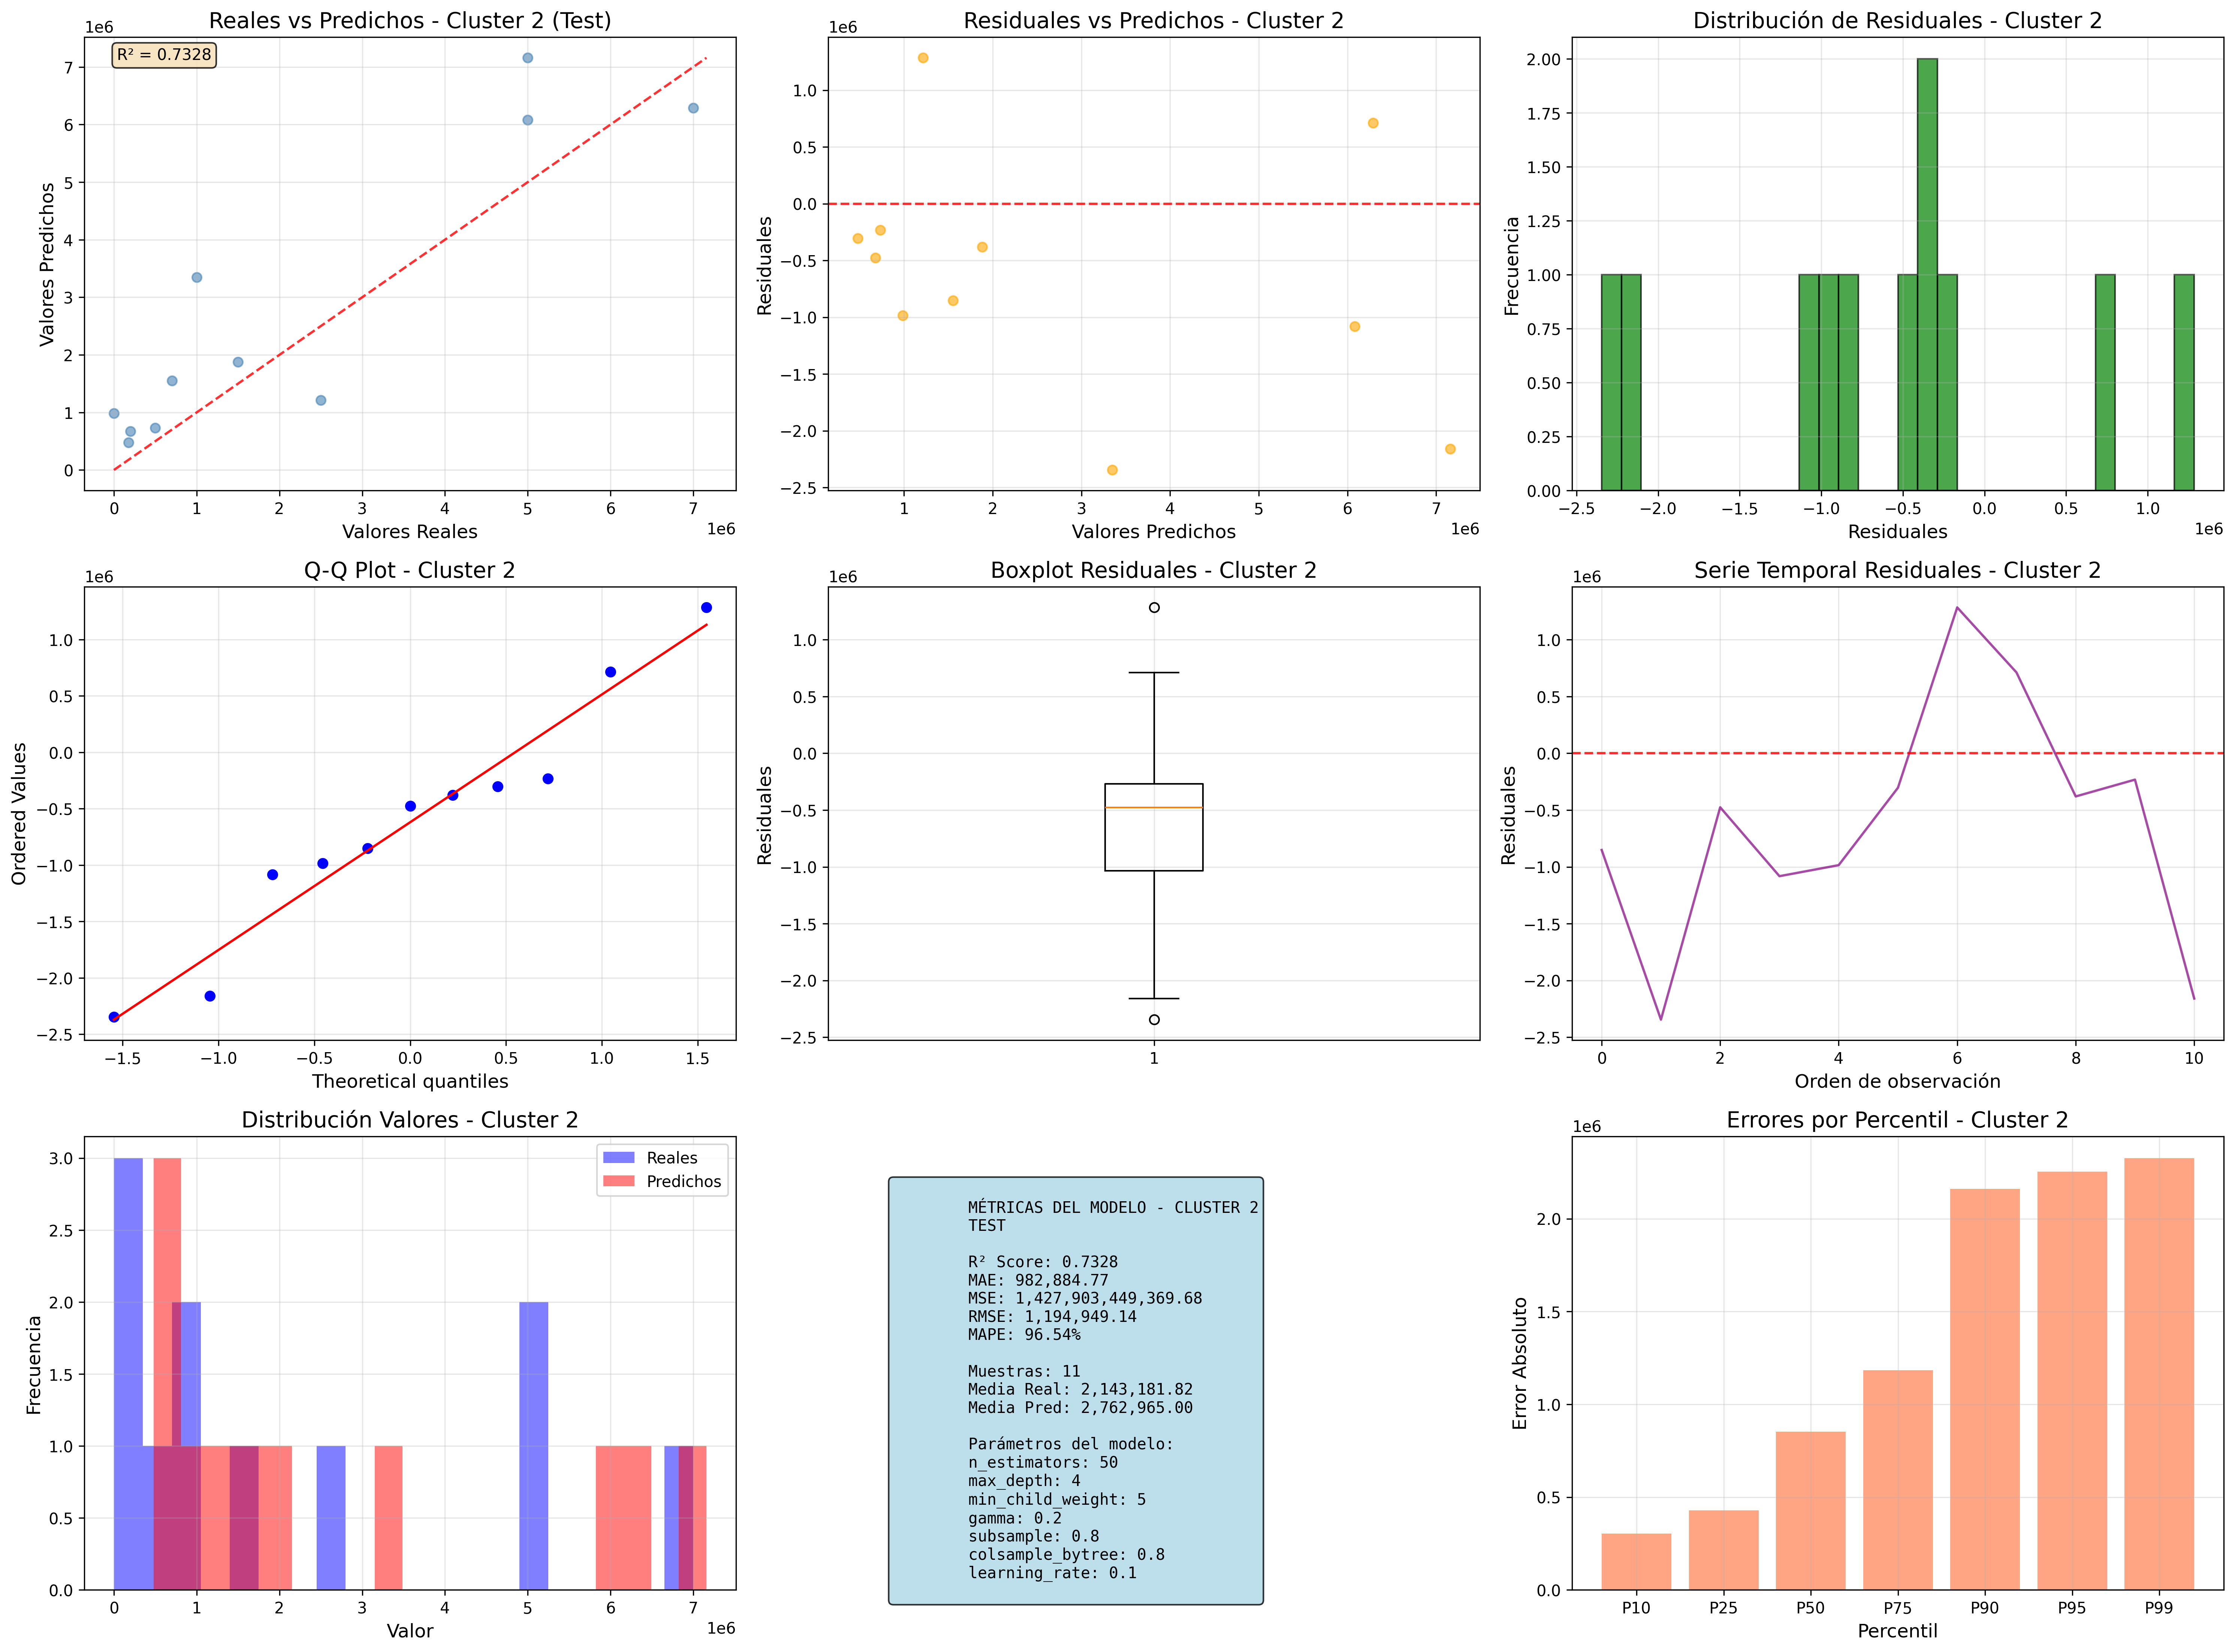 Reales vs Predichos - Cluster 2 (Test)
1e6
R² = 0.7328
7
6
5
4
3
2
1
0
Valores Predichos
0 1 2 3 4 5 6 7
1e6
Valores Reales
Residuales vs Predichos - Cluster 2
1e6
1.0
0.5
0.0
−0.5
−1.0
−1.5
−2.0
−2.5
Residuales
1 2 3 4 5 6 7
1e6
Valores Predichos
Distribución de Residuales - Cluster 2
2.00
1.75
1.50
1.25
1.00
0.75
0.50
0.25
0.00
Frecuencia
−2.5 −2.0 −1.5 −1.0 −0.5 0.0 0.5 1.0
1e6
Residuales
Q-Q Plot - Cluster 2
1e6
1.0
0.5
0.0
−0.5
−1.0
−1.5
−2.0
−2.5
Ordered Values
−1.5 −1.0 −0.5 0.0 0.5 1.0 1.5
Theoretical quantiles
Boxplot Residuales - Cluster 2
1e6
1.0
0.5
0.0
−0.5
−1.0
−1.5
−2.0
−2.5
Residuales
1
Serie Temporal Residuales - Cluster 2
1e6
1.0
0.5
0.0
−0.5
−1.0
−1.5
−2.0
−2.5
Residuales
0 2 4 6 8 10
Orden de observación
Distribución Valores - Cluster 2
Reales
Predichos
3.0
2.5
2.0
1.5
1.0
0.5
0.0
Frecuencia
0 1 2 3 4 5 6 7
1e6
Valor
MÉTRICAS DEL MODELO - CLUSTER 2
TEST
R² Score: 0.7328
MAE: 982,884.77
MSE: 1,427,903,449,369.68
RMSE: 1,194,949.14
MAPE: 96.54%
Muestras: 11
Media Real: 2,143,181.82
Media Pred: 2,762,965.00
Parámetros del modelo:
n_estimators: 50
max_depth: 4
min_child_weight: 5
gamma: 0.2
subsample: 0.8
colsample_bytree: 0.8
learning_rate: 0.1
Errores por Percentil - Cluster 2
1e6
2.0
1.5
1.0
0.5
0.0
Error Absoluto
P10 P25 P50 P75 P90 P95 P99
Percentil